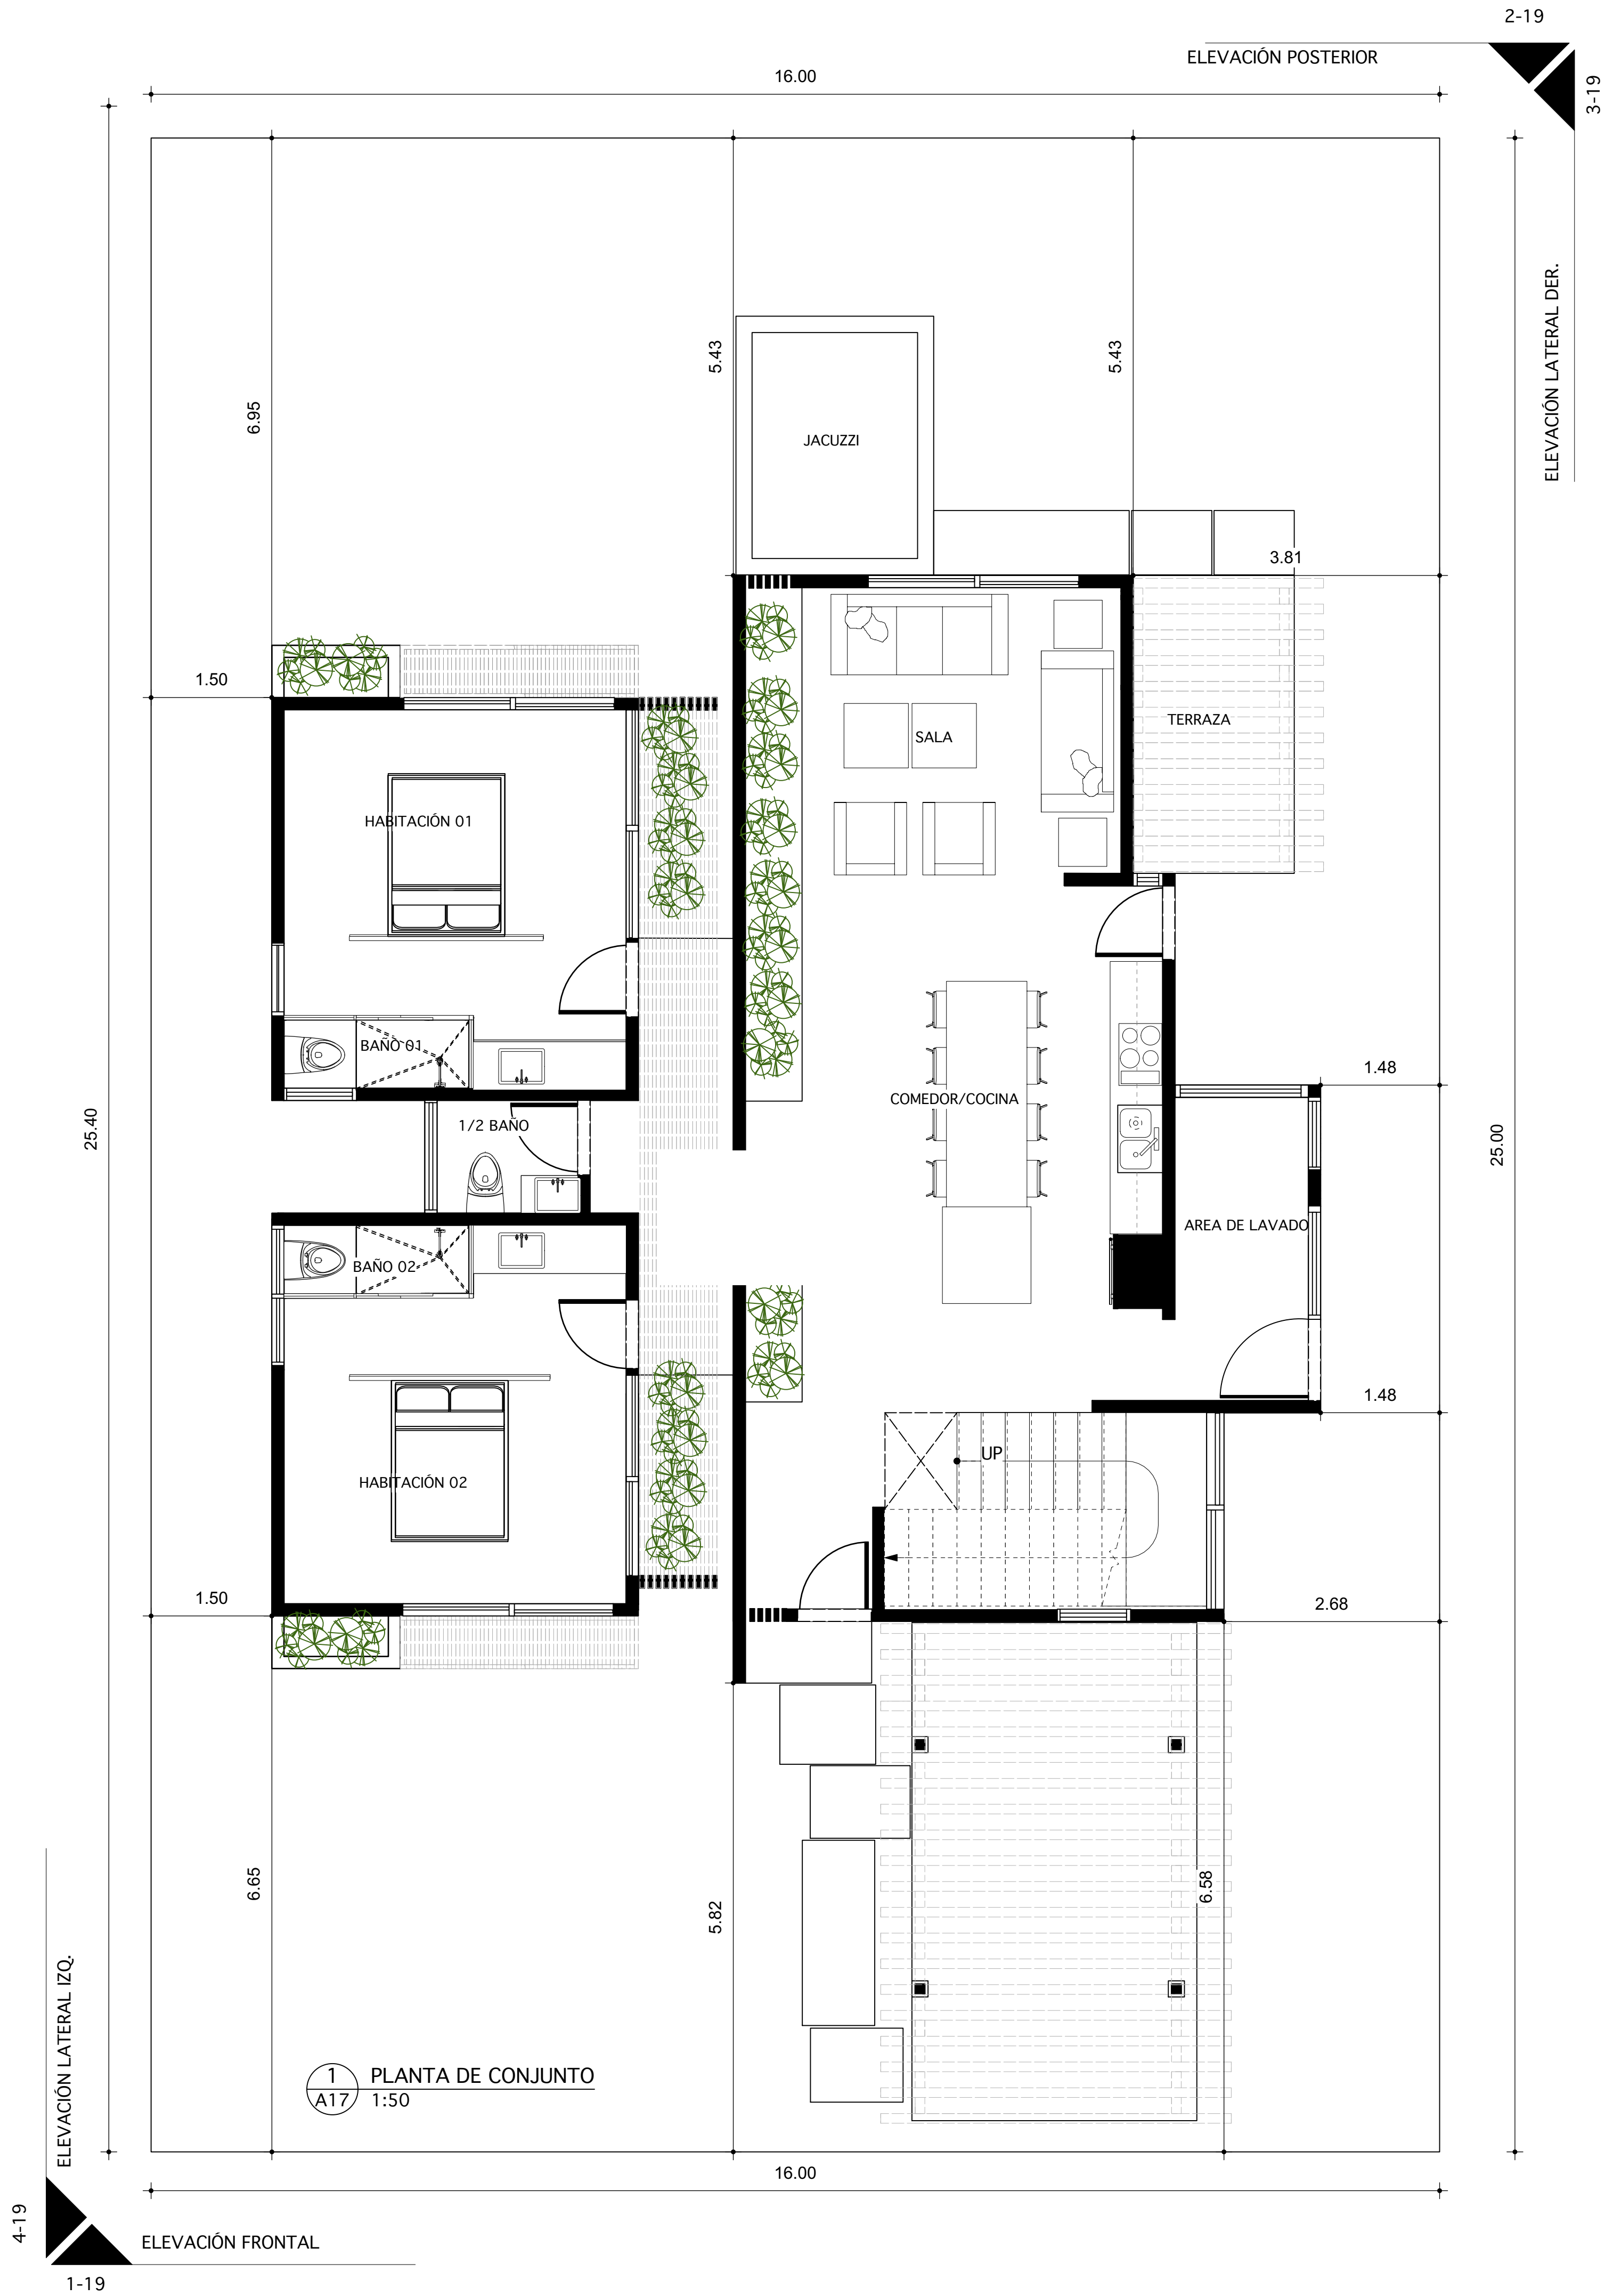 2-19
ELEVACIÓN POSTERIOR
3-19
16.00
ELEVACIÓN LATERAL DER.
5.43
5.43
6.95
JACUZZI
3.81
1.50
TERRAZA
SALA
HABITACIÓN 01
BAÑO 01
1.48
COMEDOR/COCINA
25.40
1/2 BAÑO
25.00
AREA DE LAVADO
BAÑO 02
1.48
UP
HABITACIÓN 02
1.50
2.68
6.65
6.58
5.82
ELEVACIÓN LATERAL IZQ.
1
PLANTA DE CONJUNTO
A17
1:50
16.00
4-19
ELEVACIÓN FRONTAL
1-19